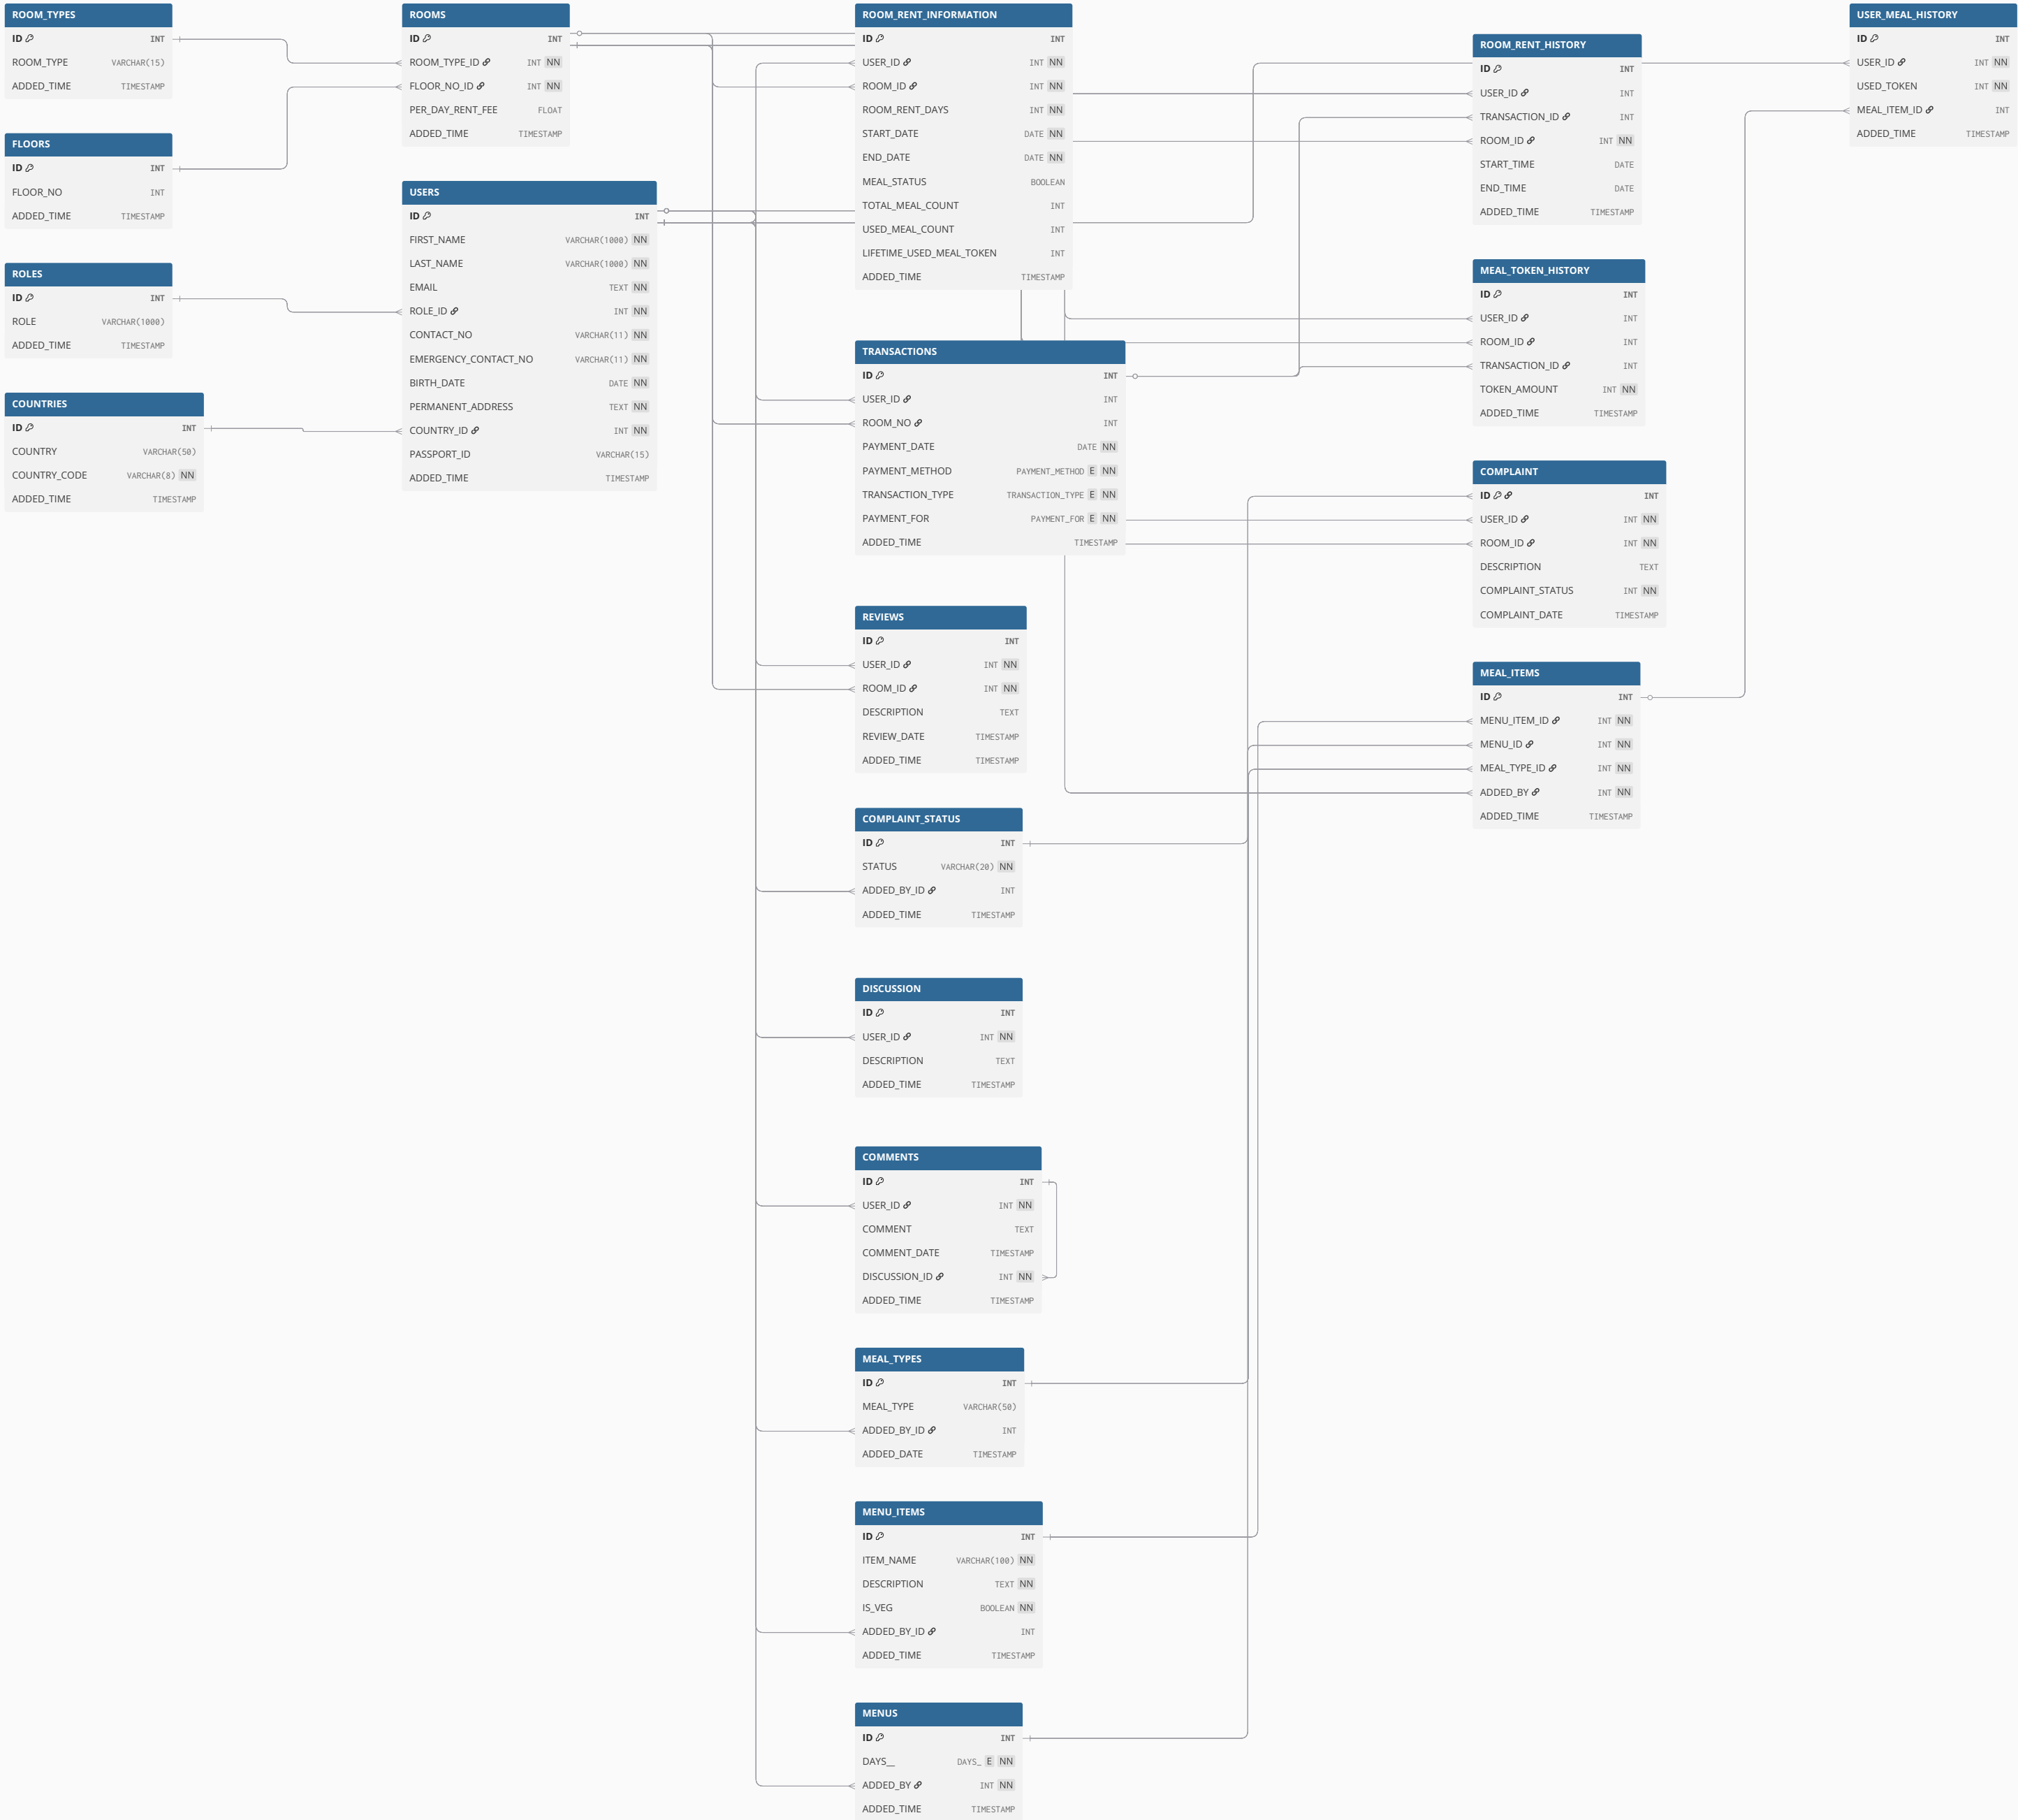 ROOM_TYPES
ID INT
ROOM_TYPE VARCHAR(15)
ADDED_TIME TIMESTAMP
FLOORS
ID INT
FLOOR_NO INT
ADDED_TIME TIMESTAMP
ROLES
ID INT
ROLE VARCHAR(1000)
ADDED_TIME TIMESTAMP
COUNTRIES
ID INT
COUNTRY VARCHAR(50)
COUNTRY_CODE VARCHAR(8) NN
ADDED_TIME TIMESTAMP
ROOMS
ID INT
ROOM_TYPE_ID INT NN
FLOOR_NO_ID INT NN
PER_DAY_RENT_FEE FLOAT
ADDED_TIME TIMESTAMP
USERS
ID INT
FIRST_NAME VARCHAR(1000) NN
LAST_NAME VARCHAR(1000) NN
EMAIL TEXT NN
ROLE_ID INT NN
CONTACT_NO VARCHAR(11) NN
EMERGENCY_CONTACT_NO VARCHAR(11) NN
BIRTH_DATE DATE NN
PERMANENT_ADDRESS TEXT NN
COUNTRY_ID INT NN
PASSPORT_ID VARCHAR(15)
ADDED_TIME TIMESTAMP
ROOM_RENT_INFORMATION
ID INT
USER_ID INT NN
ROOM_ID INT NN
ROOM_RENT_DAYS INT NN
START_DATE DATE NN
END_DATE DATE NN
MEAL_STATUS BOOLEAN
TOTAL_MEAL_COUNT INT
USED_MEAL_COUNT INT
LIFETIME_USED_MEAL_TOKEN INT
ADDED_TIME TIMESTAMP
TRANSACTIONS
ID INT
USER_ID INT
ROOM_NO INT
PAYMENT_DATE DATE NN
PAYMENT_METHOD PAYMENT_METHOD E NN
TRANSACTION_TYPE TRANSACTION_TYPE E NN
PAYMENT_FOR PAYMENT_FOR E NN
ADDED_TIME TIMESTAMP
REVIEWS
ID INT
USER_ID INT NN
ROOM_ID INT NN
DESCRIPTION TEXT
REVIEW_DATE TIMESTAMP
ADDED_TIME TIMESTAMP
COMPLAINT_STATUS
ID INT
STATUS VARCHAR(20) NN
ADDED_BY_ID INT
ADDED_TIME TIMESTAMP
DISCUSSION
ID INT
USER_ID INT NN
DESCRIPTION TEXT
ADDED_TIME TIMESTAMP
COMMENTS
ID INT
USER_ID INT NN
COMMENT TEXT
COMMENT_DATE TIMESTAMP
DISCUSSION_ID INT NN
ADDED_TIME TIMESTAMP
MEAL_TYPES
ID INT
MEAL_TYPE VARCHAR(50)
ADDED_BY_ID INT
ADDED_DATE TIMESTAMP
MENU_ITEMS
ID INT
ITEM_NAME VARCHAR(100) NN
DESCRIPTION TEXT NN
IS_VEG BOOLEAN NN
ADDED_BY_ID INT
ADDED_TIME TIMESTAMP
MENUS
ID INT
DAYS__ DAYS_ E NN
ADDED_BY INT NN
ADDED_TIME TIMESTAMP
ROOM_RENT_HISTORY
ID INT
USER_ID INT
TRANSACTION_ID INT
ROOM_ID INT NN
START_TIME DATE
END_TIME DATE
ADDED_TIME TIMESTAMP
MEAL_TOKEN_HISTORY
ID INT
USER_ID INT
ROOM_ID INT
TRANSACTION_ID INT
TOKEN_AMOUNT INT NN
ADDED_TIME TIMESTAMP
COMPLAINT
ID INT
USER_ID INT NN
ROOM_ID INT NN
DESCRIPTION TEXT
COMPLAINT_STATUS INT NN
COMPLAINT_DATE TIMESTAMP
MEAL_ITEMS
ID INT
MENU_ITEM_ID INT NN
MENU_ID INT NN
MEAL_TYPE_ID INT NN
ADDED_BY INT NN
ADDED_TIME TIMESTAMP
USER_MEAL_HISTORY
ID INT
USER_ID INT NN
USED_TOKEN INT NN
MEAL_ITEM_ID INT
ADDED_TIME TIMESTAMP